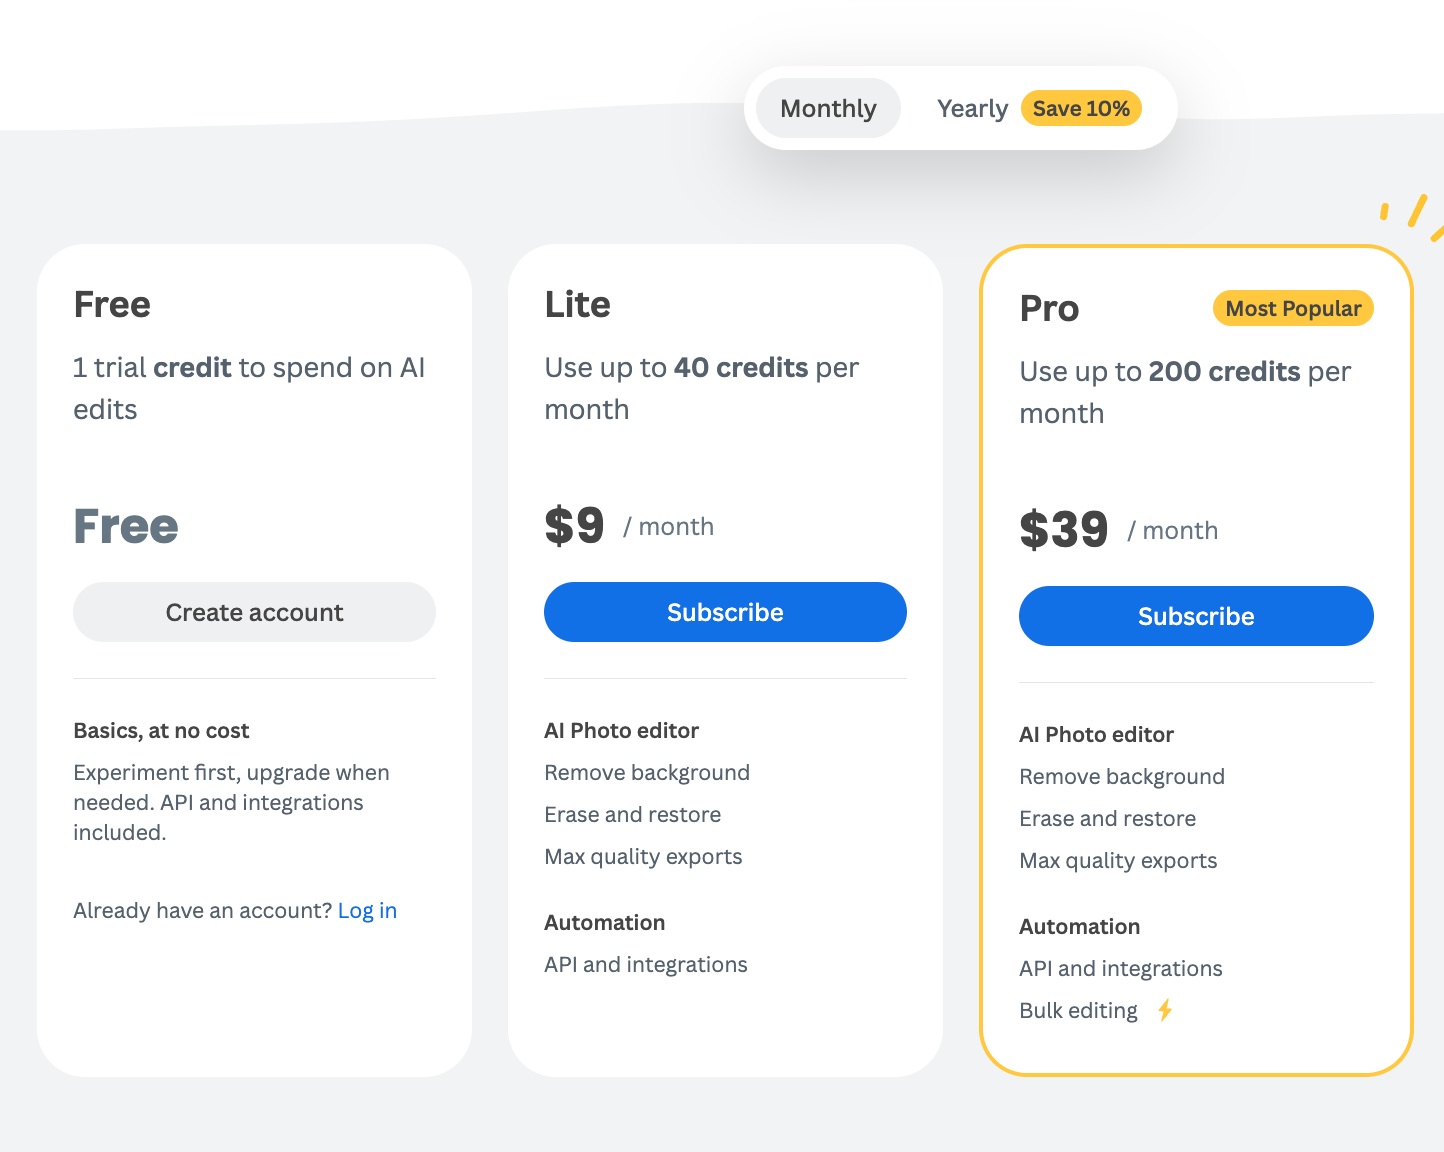 Monthly
Yearly Save 10%
Free
1 trial credit to spend on AI
edits
Free
Create account
Basics, at no cost
Experiment first, upgrade when
needed. API and integrations
included.
Already have an account? Log in
Lite
Use up to 40 credits per
month
$9 / month
Subscribe
AI Photo editor
Remove background
Erase and restore
Max quality exports
Automation
API and integrations
Pro
Most Popular
Use up to 200 credits per
month
$39 / month
Subscribe
AI Photo editor
Remove background
Erase and restore
Max quality exports
Automation
API and integrations
Bulk editing